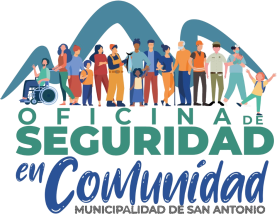 OFICINA DE
SEGURIDAD
en Comunidad
MUNICIPALIDAD DE SAN ANTONIO